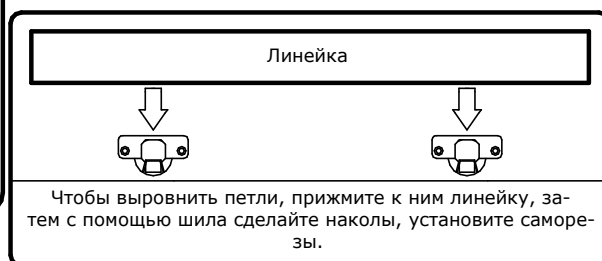 Линейка
Чтобы выровнить петли, прижмите к ним линейку, за-
тем с помощью шила сделайте наколы, установите саморе-
зы.